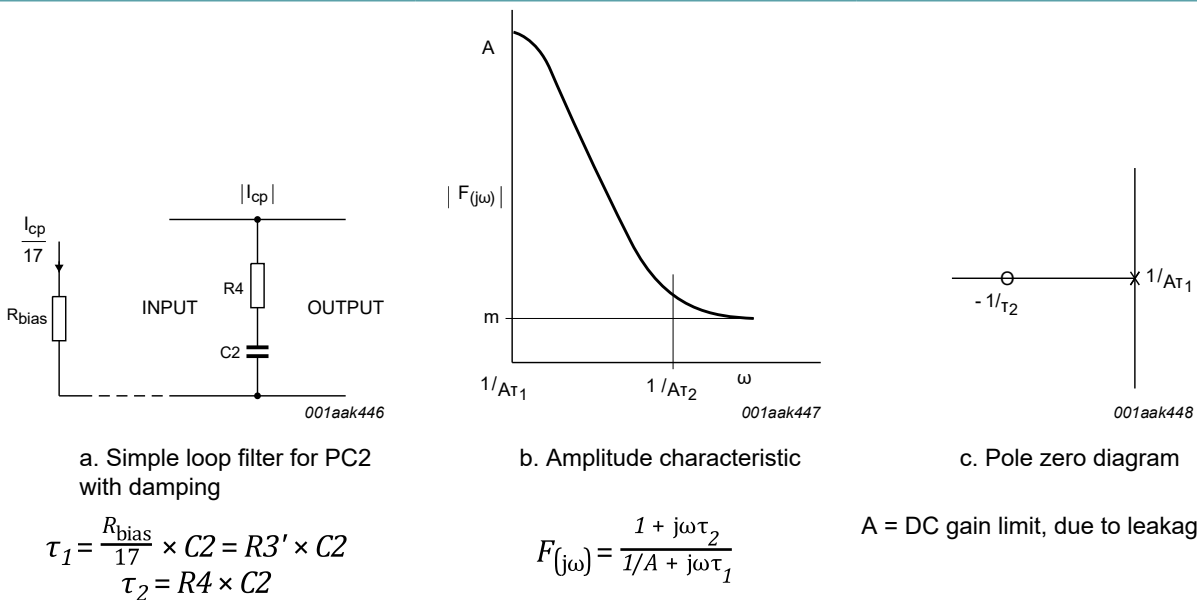 |Icp|
Icp
17
Rbias
INPUT
R4
OUTPUT
C2
001aak446
a. Simple loop filter for PC2
with damping
τ1 = Rbias/17 × C2 = R3' × C2
τ2 = R4 × C2
A
| F(jω) |
m
1/Aτ1
1 /Aτ2
ω
001aak447
b. Amplitude characteristic
F(jω) = 1 + jωτ2 / 1/A + jωτ1
- 1/τ2
1/Aτ1
001aak448
c. Pole zero diagram
A = DC gain limit, due to leakag